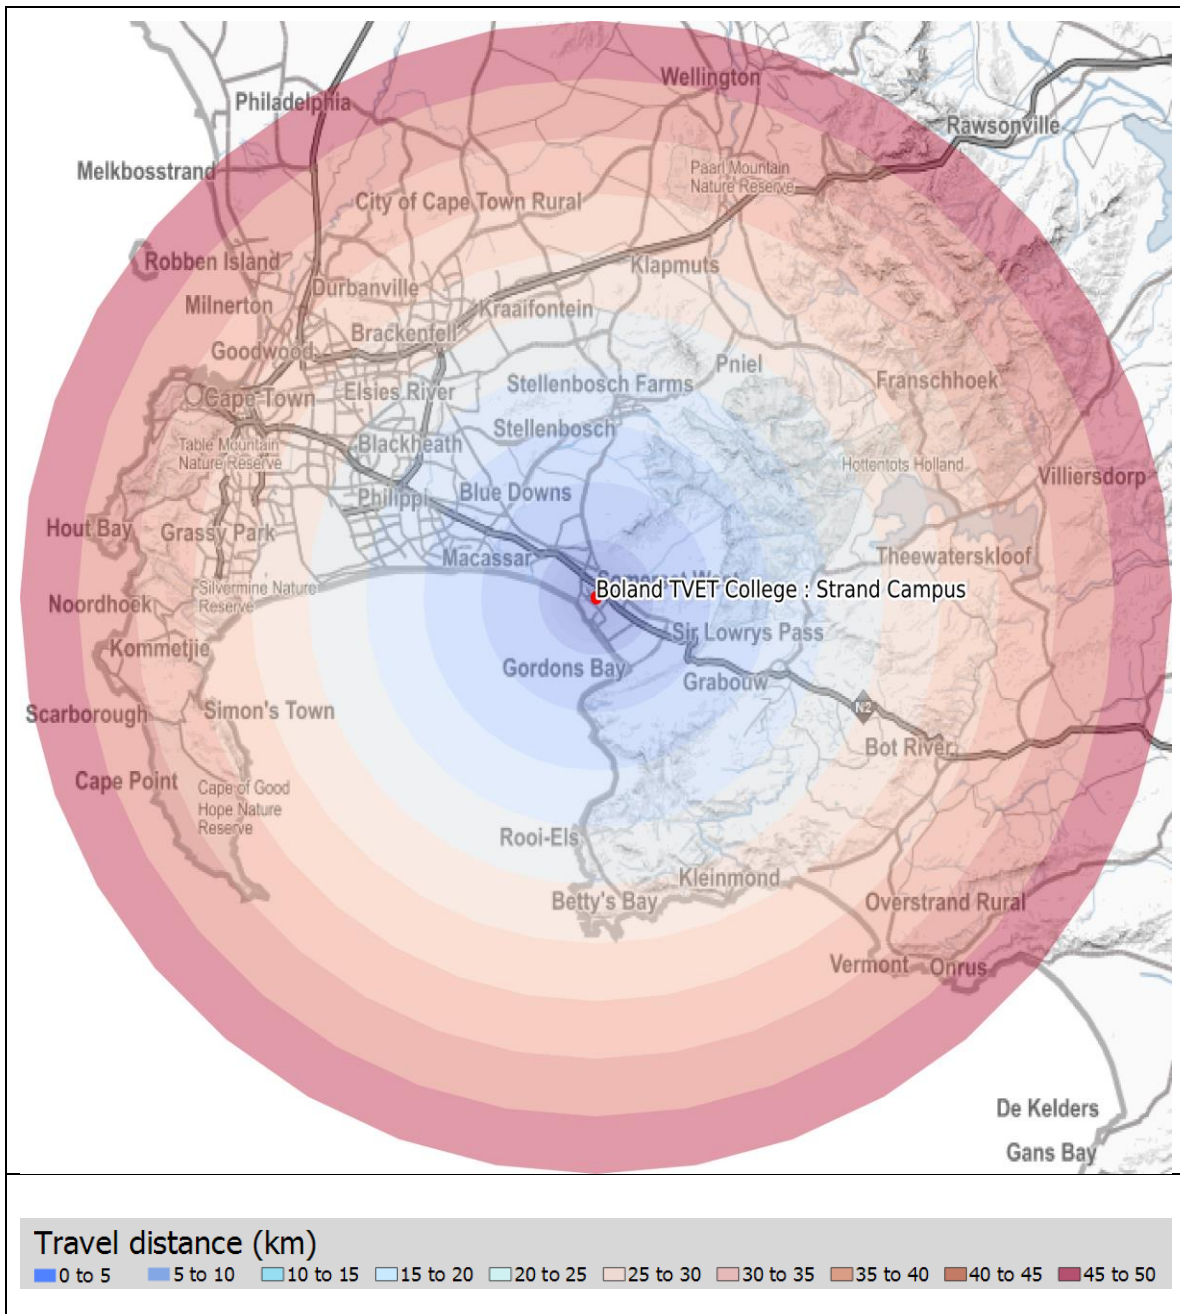 Wellington
Philadelphia
Rawsonville
Melkbosstrand
Paarl Mountain
Nature Reserve
City of Cape Town Rural
Robben Island
Klapmuts
Durbanville
Milnerton
Kraaifontein
Brackenfell
Goodwood
Pniel
Stellenbosch Farms
Franschhoek
Elsies River
Cape Town
Stellenbosch
Blackheath
Table Mountain
Nature Reserve
Hottentots Holland
Villiersdorp
Philippi
Blue Downs
Hout Bay
Grassy Park
Macassar
Theewaterskloof
Somerset West
Boland TVET College : Strand Campus
Silvermine Nature
Reserve
Noordhoek
Sir Lowrys Pass
Kommetjie
Gordons Bay
Grabouw
Scarborough
Simon's Town
N2
Bot River
Cape Point
Cape of Good
Hope Nature
Reserve
Rooi-Els
Kleinmond
Betty's Bay
Overstrand Rural
Vermont
Onrus
De Kelders
Gans Bay
Travel distance (km)
0 to 5 5 to 10 10 to 15 15 to 20 20 to 25 25 to 30 30 to 35 35 to 40 40 to 45 45 to 50